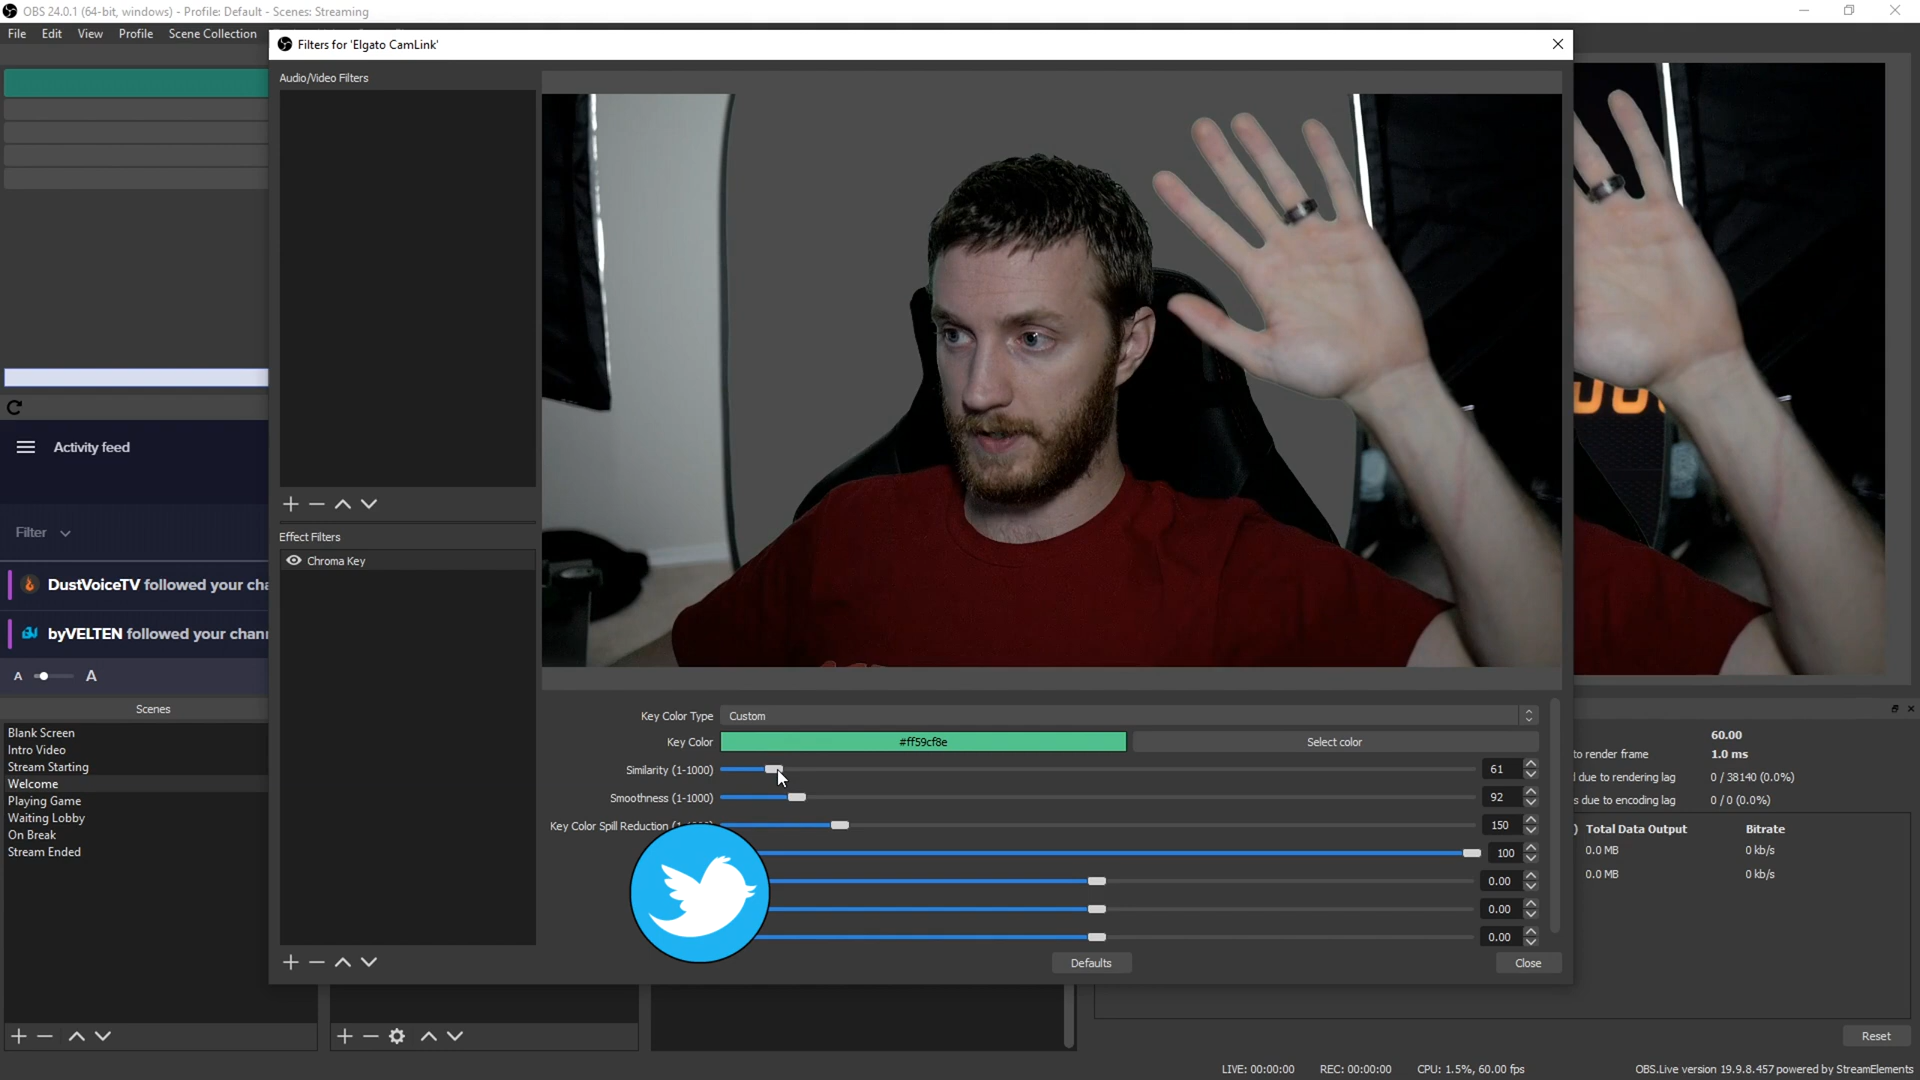 OBS 24.0.1 (64-bit, windows) - Profile: Default - Scenes: Streaming
File Edit View Profile Scene Collection
Filters for 'Elgato CamLink'
Audio/Video Filters
Activity feed
Filter
DustVoiceTV followed your cha
byVELTEN followed your chan
A A
Effect Filters
Chroma Key
Scenes
Blank Screen
Intro Video
Stream Starting
Welcome
Playing Game
Waiting Lobby
On Break
Stream Ended
Key Color Type Custom
Key Color #ff59cf8e Select color
Similarity (1-1000) 61
Smoothness (1-1000) 92
Key Color Spill Reduction 150
100
0.00
0.00
0.00
Defaults Close
60.00
to render frame 1.0 ms
due to rendering lag 0 / 38140 (0.0%)
s due to encoding lag 0 / 0 (0.0%)
) Total Data Output Bitrate
0.0 MB 0 kb/s
0.0 MB 0 kb/s
Reset
LIVE: 00:00:00 REC: 00:00:00 CPU: 1.5%, 60.00 fps OBS.Live version 19.9.8.457 powered by StreamElements